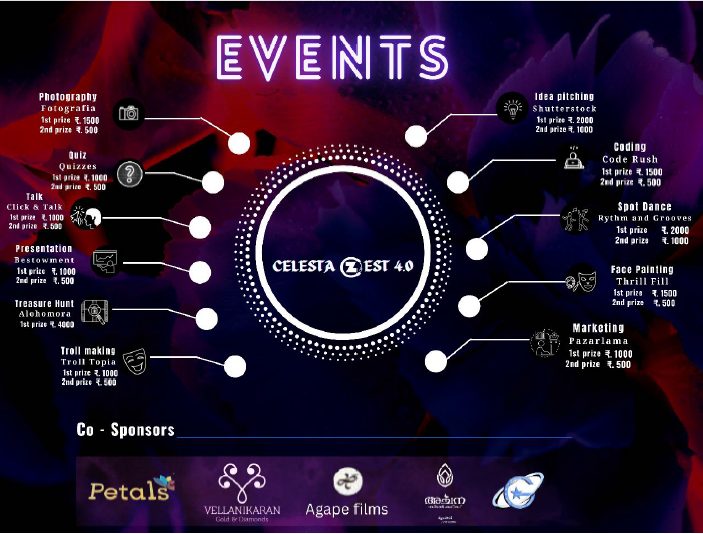 EVENTS
Photography
Fotografia
1st prize ₹. 1500
2nd prize ₹. 500
Quiz
Quizzes
1st prize ₹. 1000
2nd prize ₹. 500
Talk
Click & Talk
1st prize ₹. 1000
2nd prize ₹. 500
Presentation
Bestowment
1st prize ₹. 1000
2nd prize ₹. 500
Treasure Hunt
Alohomora
1st prize ₹. 4000
Troll making
Troll Topia
1st prize ₹. 1000
2nd prize ₹. 500
CELESTA ZEST 4.0
Idea pitching
Shutterstock
1st prize ₹. 2000
2nd prize ₹. 1000
Coding
Code Rush
1st prize ₹. 1500
2nd prize ₹. 500
Spot Dance
Rythm and Grooves
1st prize ₹. 2000
2nd prize ₹. 1000
Face Painting
Thrill Fill
1st prize ₹. 1500
2nd prize ₹. 500
Marketing
Pazarlama
1st prize ₹. 1000
2nd prize ₹. 500
Co - Sponsors
Petals
VELLANIKARAN
Gold & Diamonds
Agape films
അർച്ചന